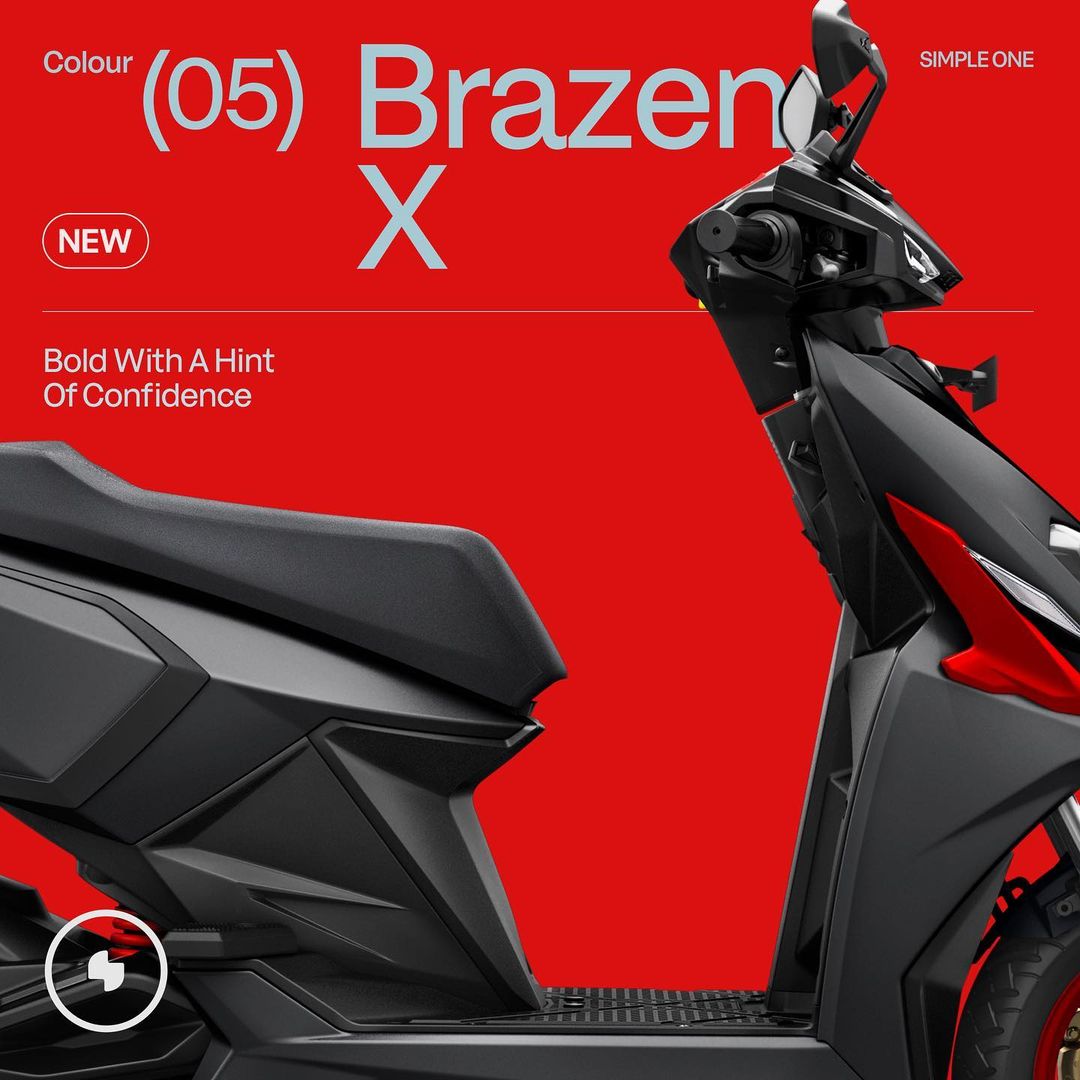 Colour (05) Brazen
X
SIMPLE ONE
NEW
Bold With A Hint
Of Confidence